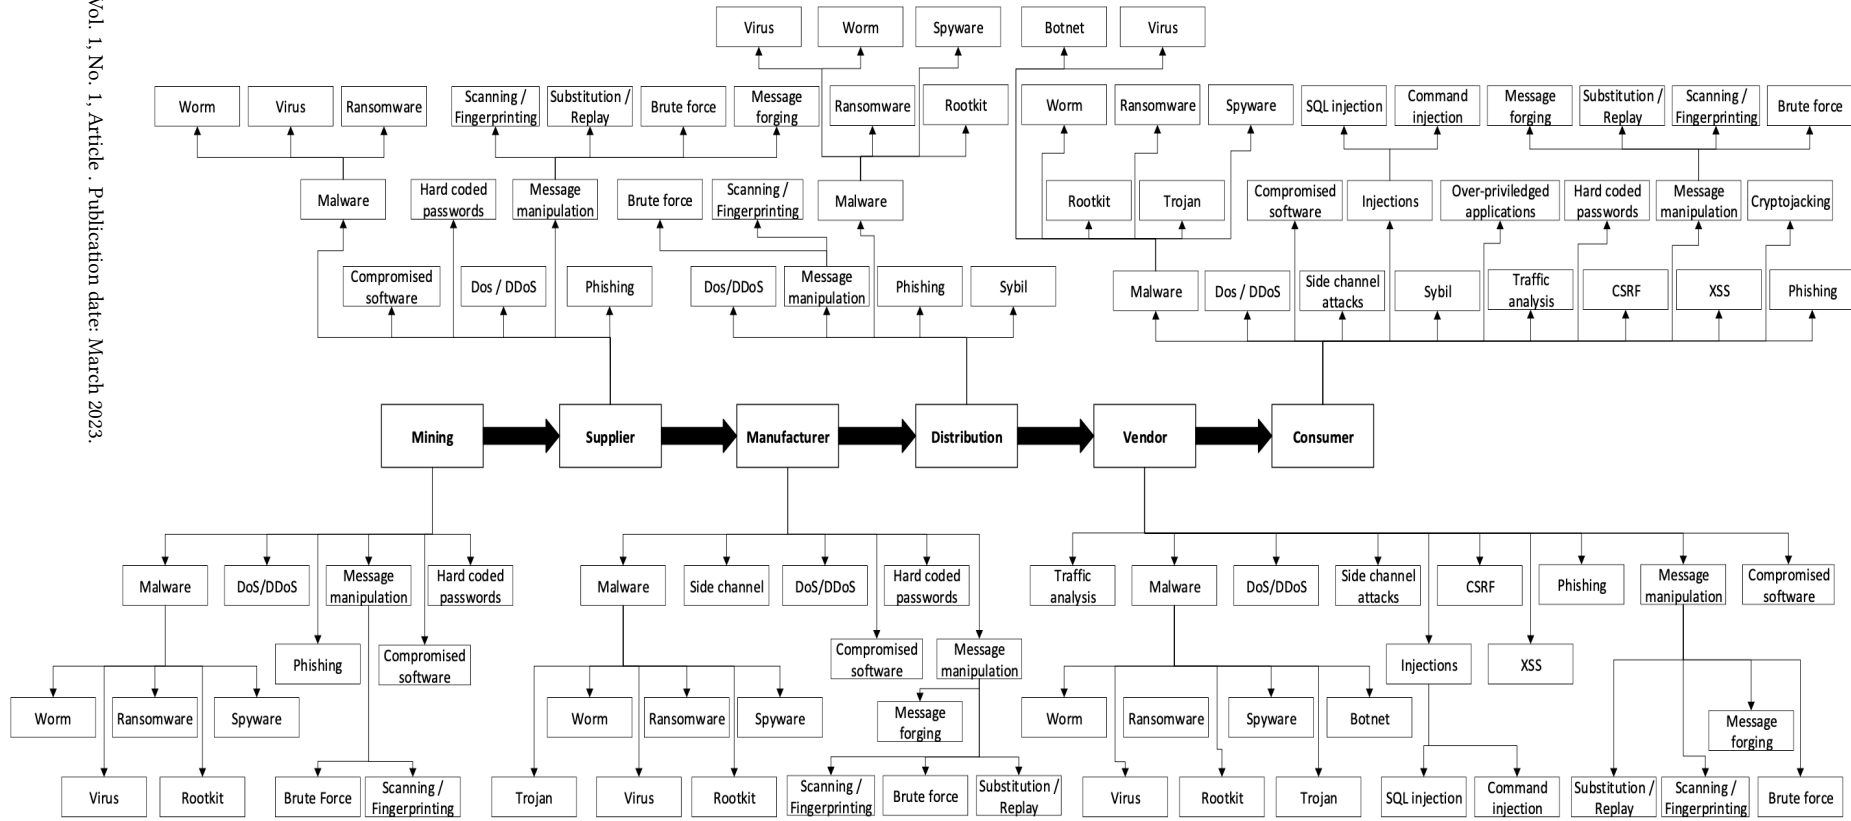 Vol. 1, No. 1, Article . Publication date: March 2023.
Virus
Worm
Spyware
Botnet
Virus
Worm
Virus
Ransomware
Scanning /
Fingerprinting
Substitution /
Replay
Brute force
Message
forging
Ransomware
Rootkit
Worm
Ransomware
Spyware
SQL injection
Command
injection
Message
forging
Substitution /
Replay
Scanning /
Fingerprinting
Brute force
Malware
Hard coded
passwords
Message
manipulation
Brute force
Scanning /
Fingerprinting
Malware
Rootkit
Trojan
Compromised
software
Injections
Over-priviledged
applications
Hard coded
passwords
Message
manipulation
Cryptojacking
Compromised
software
Dos / DDoS
Phishing
Dos/DDoS
Message
manipulation
Phishing
Sybil
Malware
Dos / DDoS
Side channel
attacks
Sybil
Traffic
analysis
CSRF
XSS
Phishing
Mining
Supplier
Manufacturer
Distribution
Vendor
Consumer
Malware
DoS/DDoS
Message
manipulation
Hard coded
passwords
Malware
Side channel
DoS/DDoS
Hard coded
passwords
Traffic
analysis
Malware
DoS/DDoS
Side channel
attacks
CSRF
Phishing
Message
manipulation
Compromised
software
Phishing
Compromised
software
Compromised
software
Message
manipulation
Injections
XSS
Worm
Ransomware
Spyware
Worm
Ransomware
Spyware
Message
forging
Worm
Ransomware
Spyware
Botnet
Message
forging
Virus
Rootkit
Brute Force
Scanning /
Fingerprinting
Trojan
Virus
Rootkit
Scanning /
Fingerprinting
Brute force
Substitution /
Replay
Virus
Rootkit
Trojan
SQL injection
Command
injection
Substitution /
Replay
Scanning /
Fingerprinting
Brute force